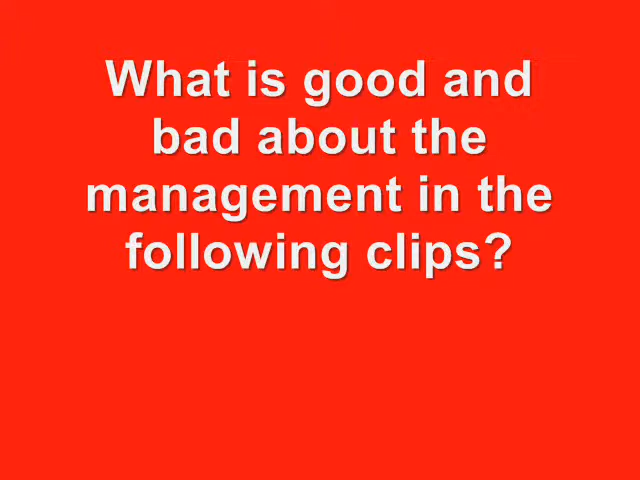 What is good and
bad about the
management in the
following clips?